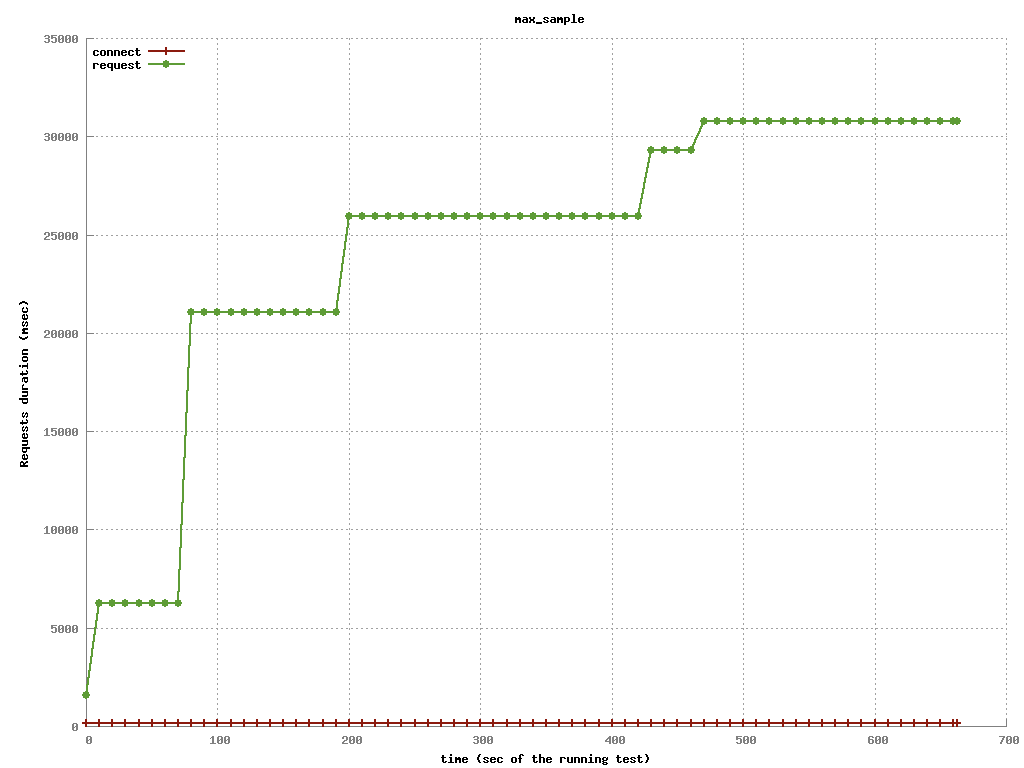 max_sample
connect
request
35000
30000
25000
20000
15000
10000
5000
0
Requests duration (msec)
0 100 200 300 400 500 600 700
time (sec of the running test)